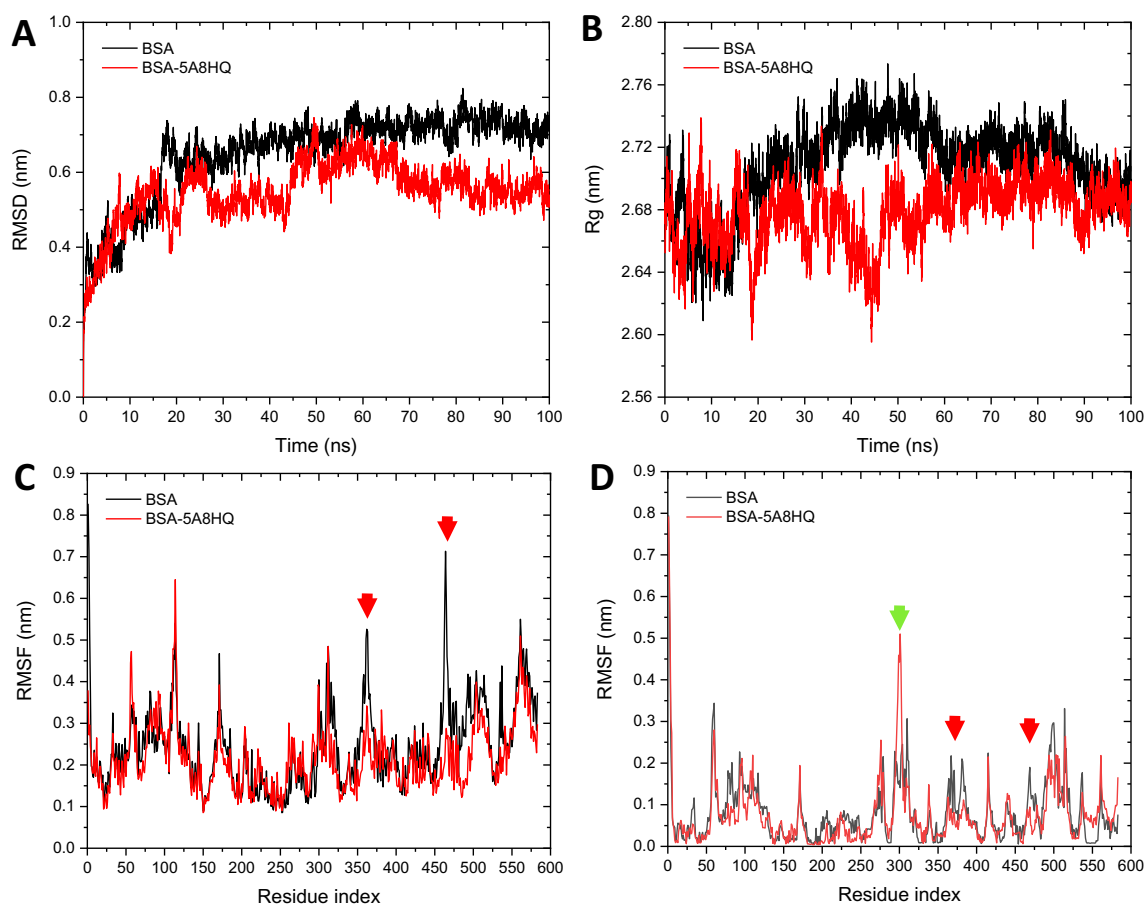 A
RMSD (nm)
1.0
0.8
0.6
0.4
0.2
0.0
BSA
BSA-5A8HQ
0 10 20 30 40 50 60 70 80 90 100
Time (ns)
B
Rg (nm)
2.80
2.76
2.72
2.68
2.64
2.60
2.56
BSA
BSA-5A8HQ
0 10 20 30 40 50 60 70 80 90 100
Time (ns)
C
RMSF (nm)
0.9
0.8
0.7
0.6
0.5
0.4
0.3
0.2
0.1
0.0
BSA
BSA-5A8HQ
0 50 100 150 200 250 300 350 400 450 500 550 600
Residue index
D
RMSF (nm)
0.9
0.8
0.7
0.6
0.5
0.4
0.3
0.2
0.1
0.0
BSA
BSA-5A8HQ
0 50 100 150 200 250 300 350 400 450 500 550 600
Residue index